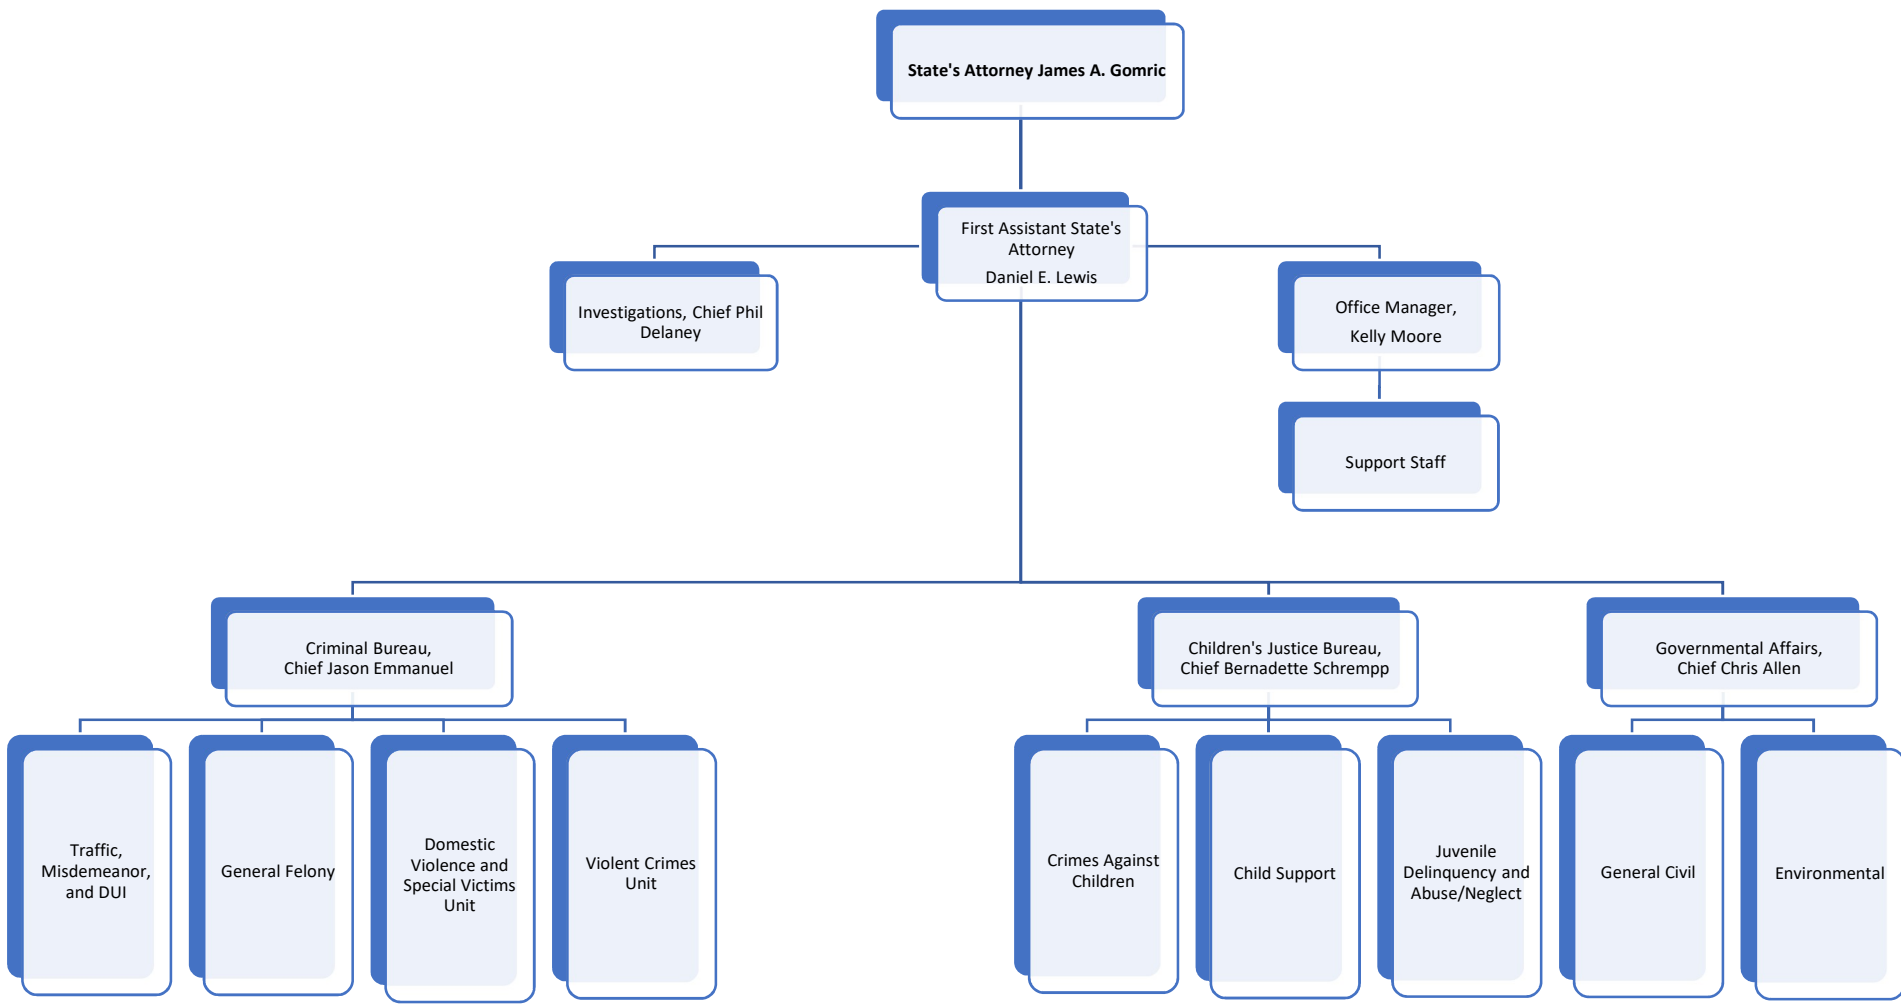 State's Attorney James A. Gomric
First Assistant State's
Attorney
Daniel E. Lewis
Investigations, Chief Phil
Delaney
Office Manager,
Kelly Moore
Support Staff
Criminal Bureau,
Chief Jason Emmanuel
Children's Justice Bureau,
Chief Bernadette Schrempp
Governmental Affairs,
Chief Chris Allen
Traffic,
Misdemeanor,
and DUI
General Felony
Domestic
Violence and
Special Victims
Unit
Violent Crimes
Unit
Crimes Against
Children
Child Support
Juvenile
Delinquency and
Abuse/Neglect
General Civil
Environmental